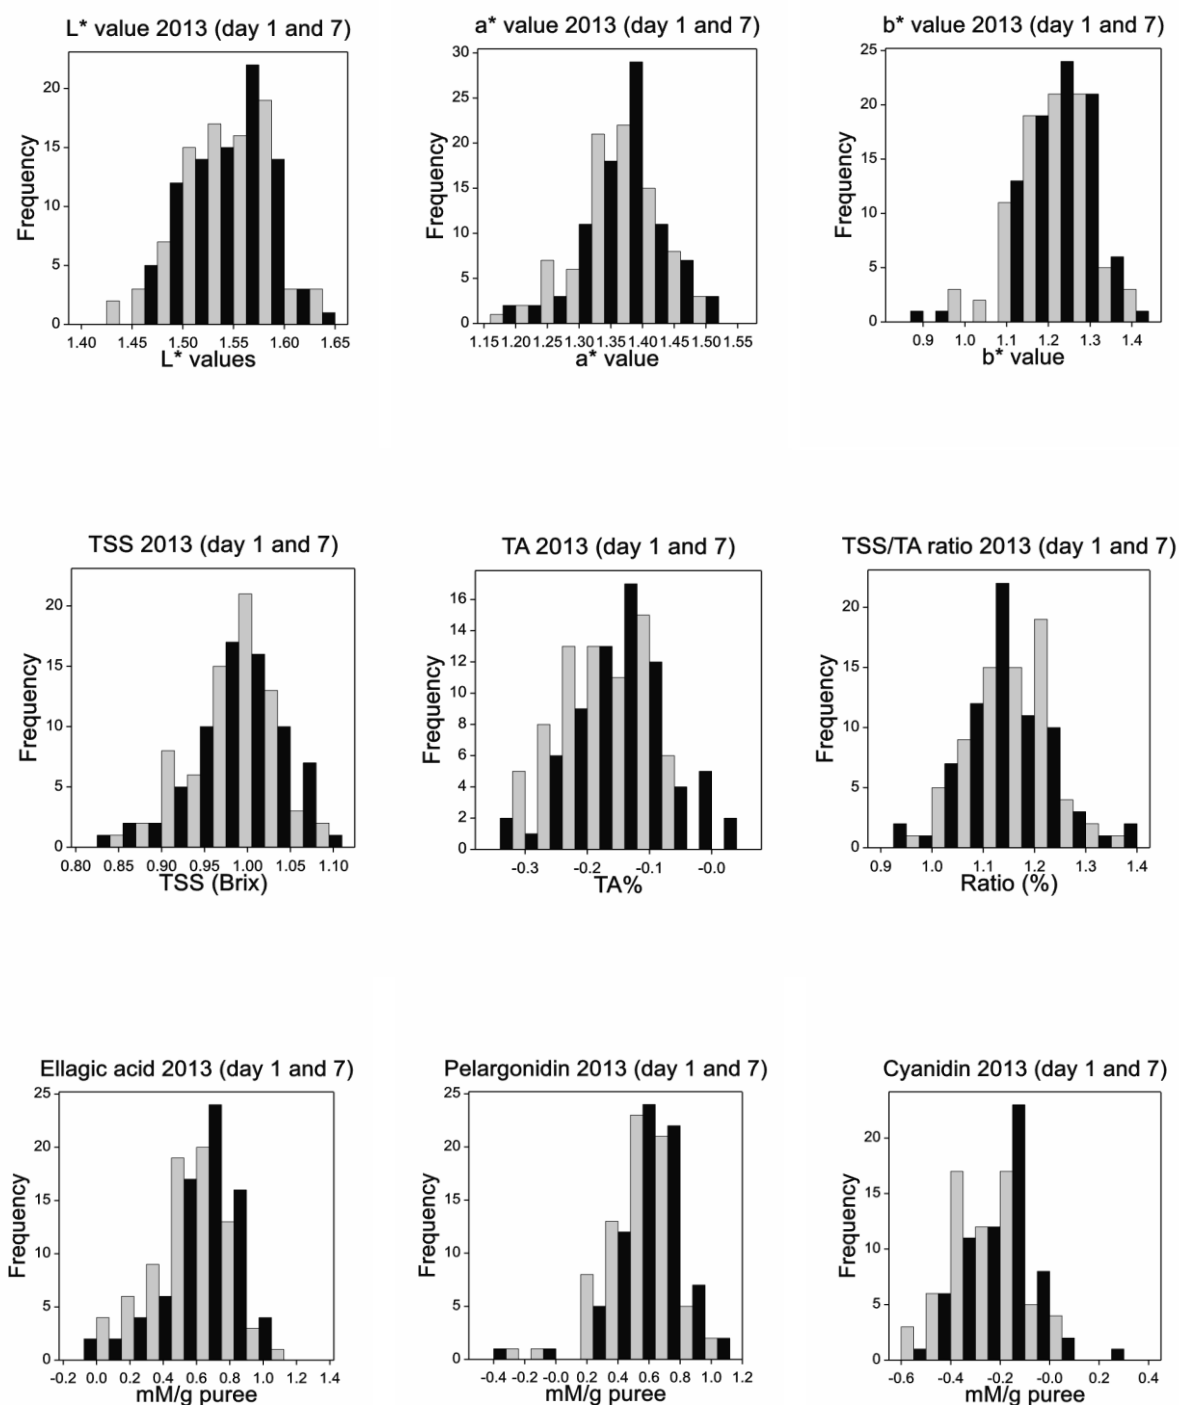 L* value 2013 (day 1 and 7)
a* value 2013 (day 1 and 7)
b* value 2013 (day 1 and 7)
Frequency
20
15
10
5
0
1.40 1.45 1.50 1.55 1.60 1.65
L* values
Frequency
30
25
20
15
10
5
0
1.15 1.20 1.25 1.30 1.35 1.40 1.45 1.50 1.55
a* value
Frequency
25
20
15
10
5
0
0.9 1.0 1.1 1.2 1.3 1.4
b* value
TSS 2013 (day 1 and 7)
TA 2013 (day 1 and 7)
TSS/TA ratio 2013 (day 1 and 7)
Frequency
20
15
10
5
0
0.80 0.85 0.90 0.95 1.00 1.05 1.10
TSS (Brix)
Frequency
16
14
12
10
8
6
4
2
0
-0.3 -0.2 -0.1 -0.0
TA%
Frequency
20
15
10
5
0
0.9 1.0 1.1 1.2 1.3 1.4
Ratio (%)
Ellagic acid 2013 (day 1 and 7)
Pelargonidin 2013 (day 1 and 7)
Cyanidin 2013 (day 1 and 7)
Frequency
25
20
15
10
5
0
-0.2 0.0 0.2 0.4 0.6 0.8 1.0 1.2 1.4
mM/g puree
Frequency
25
20
15
10
5
0
-0.4 -0.2 -0.0 0.2 0.4 0.6 0.8 1.0 1.2
mM/g puree
Frequency
20
15
10
5
0
-0.6 -0.4 -0.2 -0.0 0.2 0.4
mM/g puree